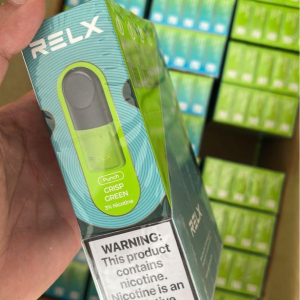 RELX
Punch
CRISP
GREEN
3% Nicotine
WARNING:
This product
contains
nicotine.
Nicotine is an
RELX